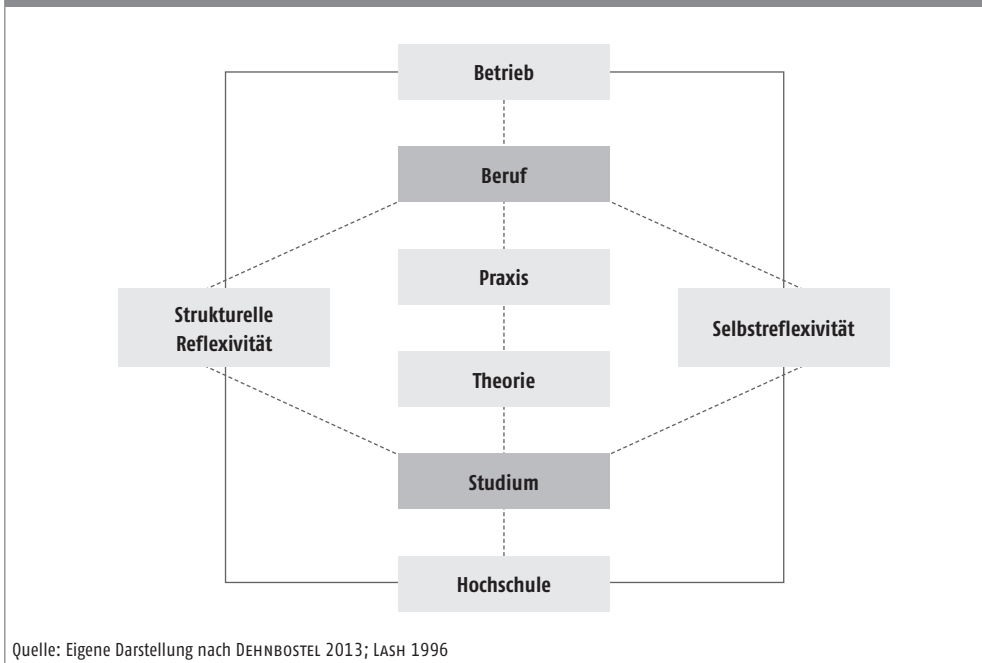 Betrieb
Beruf
Praxis
Strukturelle
Reflexivität
Selbstreflexivität
Theorie
Studium
Hochschule
Quelle: Eigene Darstellung nach DEHNBOSTEL 2013; LASH 1996